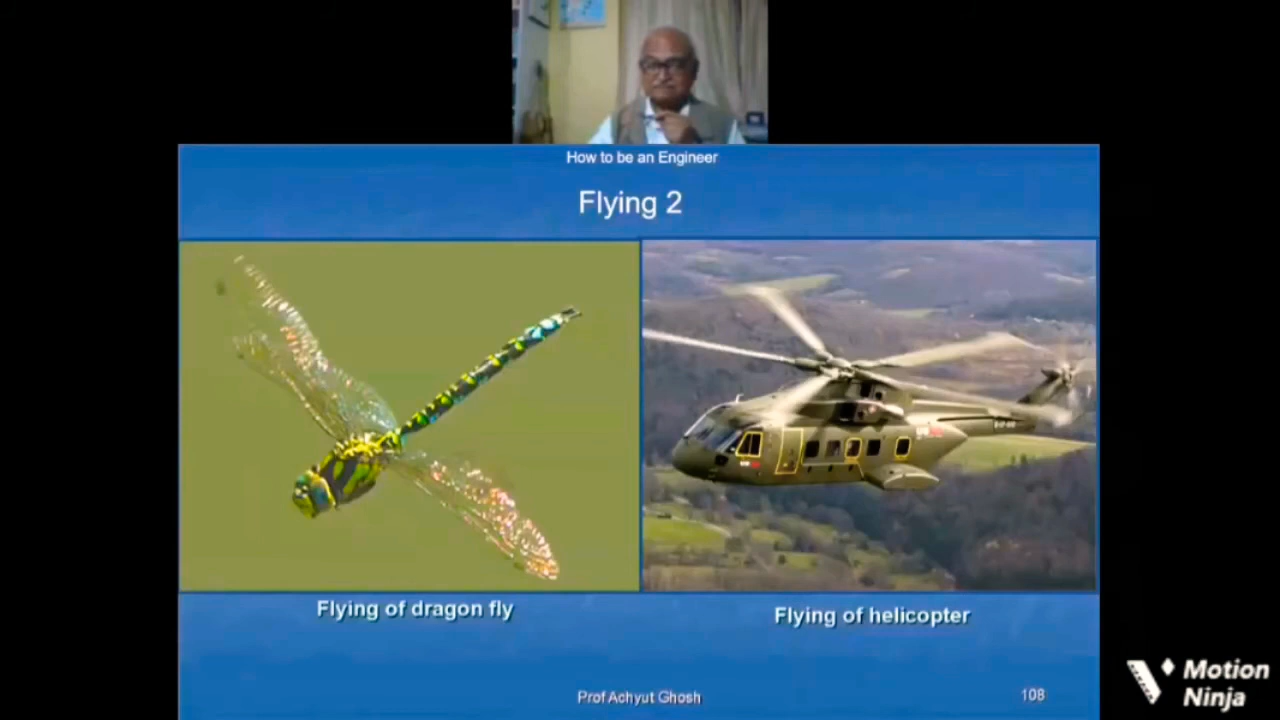 How to be an Engineer
Flying 2
Flying of dragon fly
Flying of helicopter
Prof Achyut Ghosh
108
Motion
Ninja